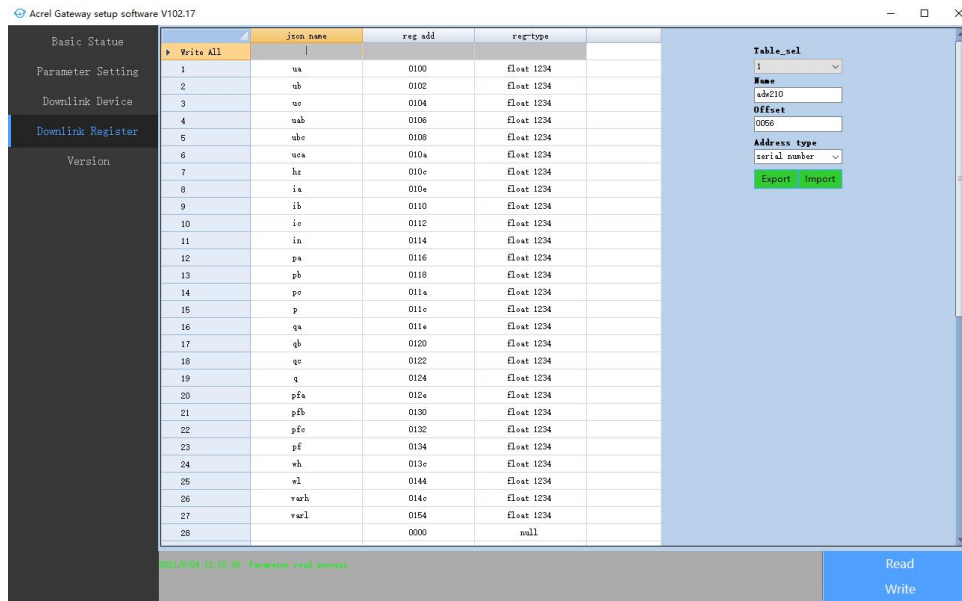 Acrel Gateway setup software V102.17
Basic Statue
Parameter Setting
Downlink Device
Downlink Register
Version
json name reg add reg-type
Write All
1 ua 0100 float 1234
2 ub 0102 float 1234
3 uc 0104 float 1234
4 uab 0106 float 1234
5 ubc 0108 float 1234
6 uca 010a float 1234
7 hz 010c float 1234
8 ia 010e float 1234
9 ib 0110 float 1234
10 ic 0112 float 1234
11 in 0114 float 1234
12 pa 0116 float 1234
13 pb 0118 float 1234
14 pc 011a float 1234
15 p 011c float 1234
16 qa 011e float 1234
17 qb 0120 float 1234
18 qc 0122 float 1234
19 q 0124 float 1234
20 pfa 012e float 1234
21 pfb 0130 float 1234
22 pfc 0132 float 1234
23 pf 0134 float 1234
24 wh 013c float 1234
25 wl 0144 float 1234
26 varh 014c float 1234
27 varl 0154 float 1234
28 0000 null
Table_sel
1
Name
adw210
Offset
0056
Address type
serial number
Export Import
Parameter read
Read
Write